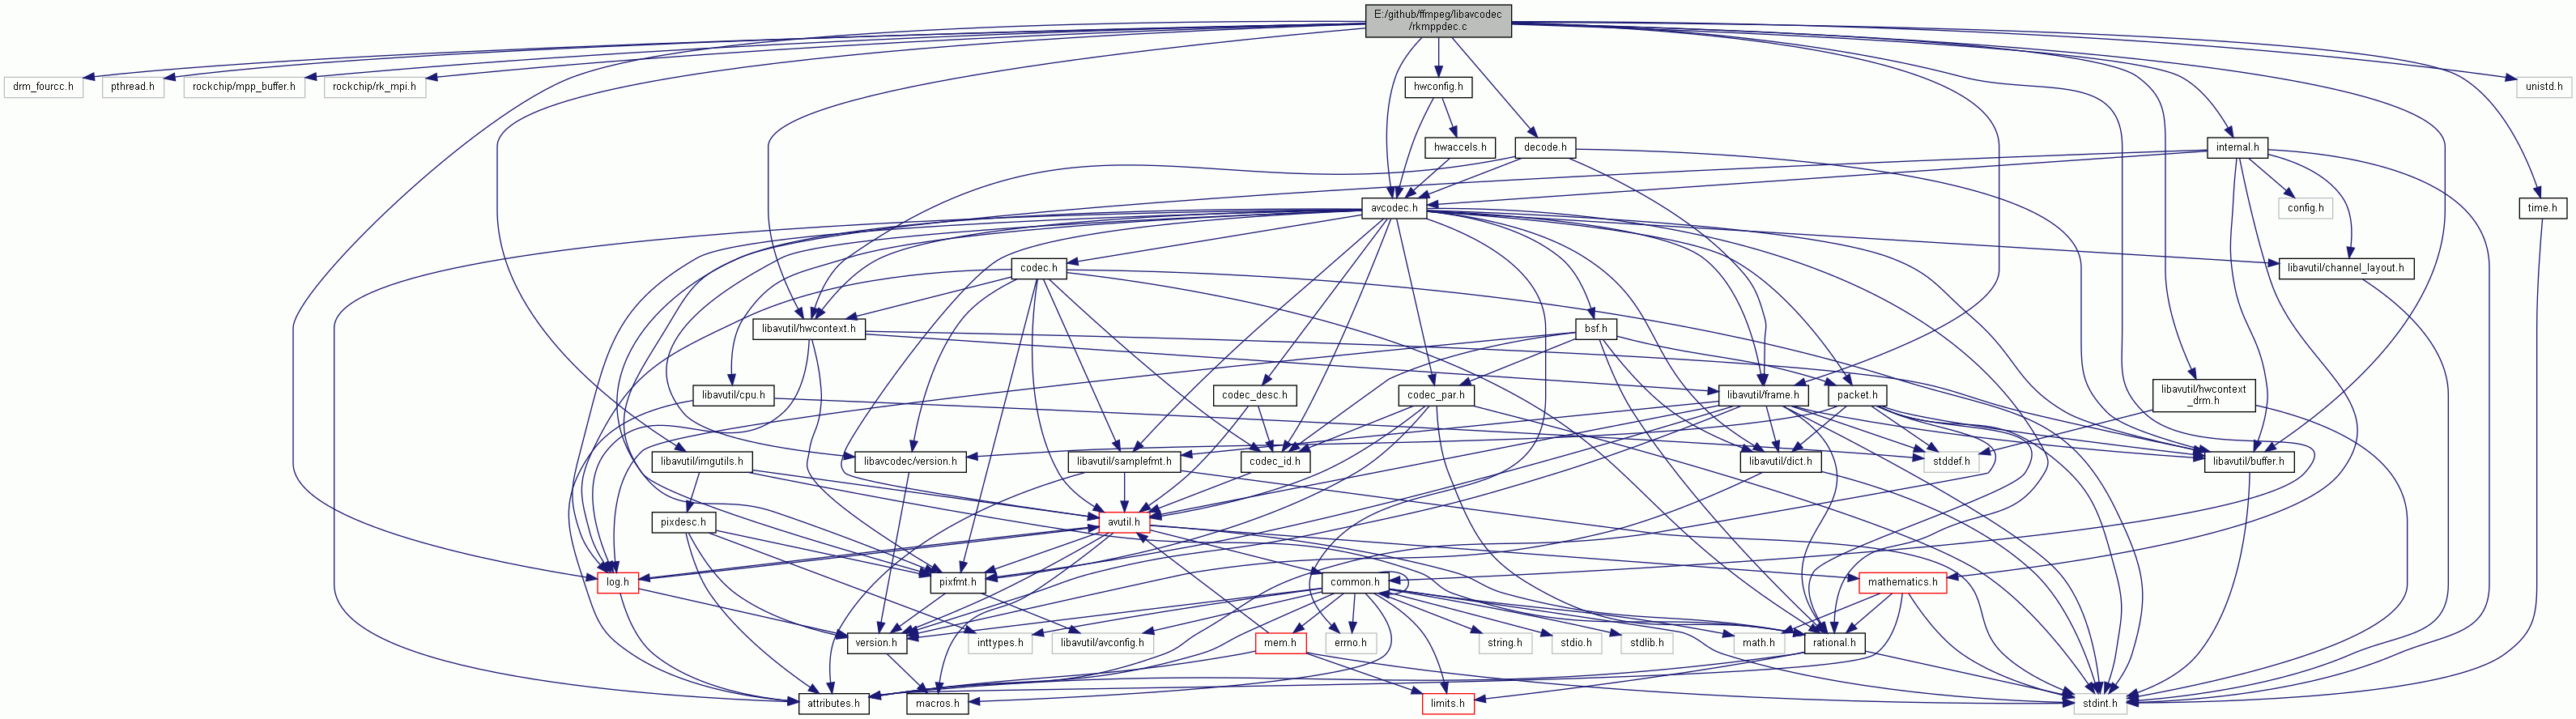 E:/github/ffmpeg/libavcodec
/rkmppdec.c
drm_fourcc.h
pthread.h
rockchip/mpp_buffer.h
rockchip/rk_mpi.h
hwconfig.h
unistd.h
hwaccels.h
decode.h
internal.h
avcodec.h
config.h
time.h
codec.h
libavutil/channel_layout.h
libavutil/hwcontext.h
bsf.h
libavutil/cpu.h
codec_desc.h
codec_par.h
libavutil/frame.h
packet.h
libavutil/hwcontext
_drm.h
libavutil/imgutils.h
libavcodec/version.h
libavutil/samplefmt.h
codec_id.h
libavutil/dict.h
stddef.h
libavutil/buffer.h
pixdesc.h
avutil.h
log.h
pixfmt.h
common.h
mathematics.h
version.h
inttypes.h
libavutil/avconfig.h
mem.h
errno.h
string.h
stdio.h
stdlib.h
math.h
rational.h
attributes.h
macros.h
limits.h
stdint.h